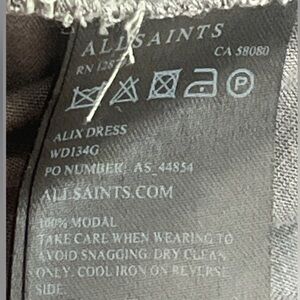 ALLSAINTS
CA 58080
P
ALIX DRESS
WD134G
PO NUMBER: AS_44854
ALLSAINTS.COM
100% MODAL
TAKE CARE WHEN WEARING TO
AVOID SNAGGING. DRY CLEAN
ONLY. COOL IRON ON REVERSE
SIDE.